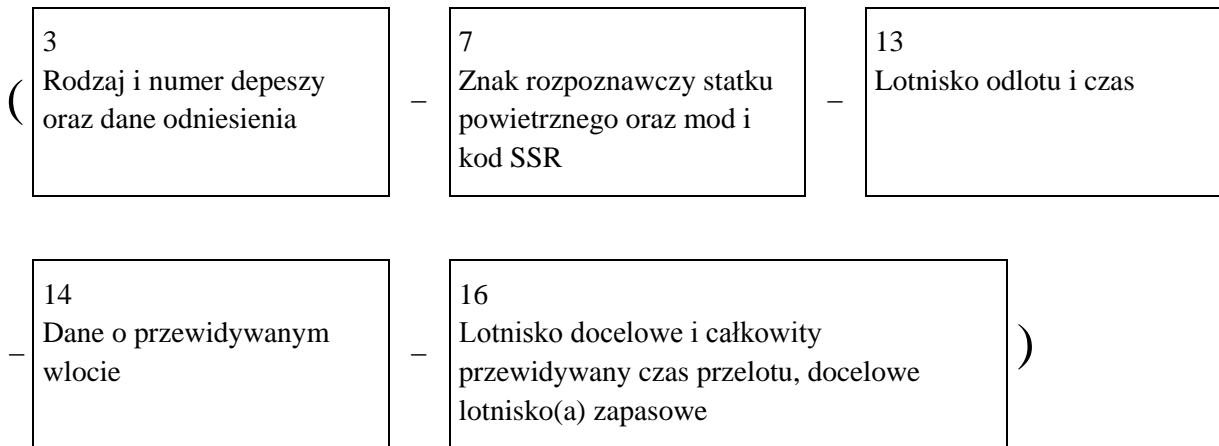 (
3
Rodzaj i numer depeszy
oraz dane odniesienia
–
7
Znak rozpoznawczy statku
powietrznego oraz mod i
kod SSR
–
13
Lotnisko odlotu i czas
–
14
Dane o przewidywanym
wlocie
–
16
Lotnisko docelowe i całkowity
przewidywany czas przelotu, docelowe
lotnisko(a) zapasowe
)